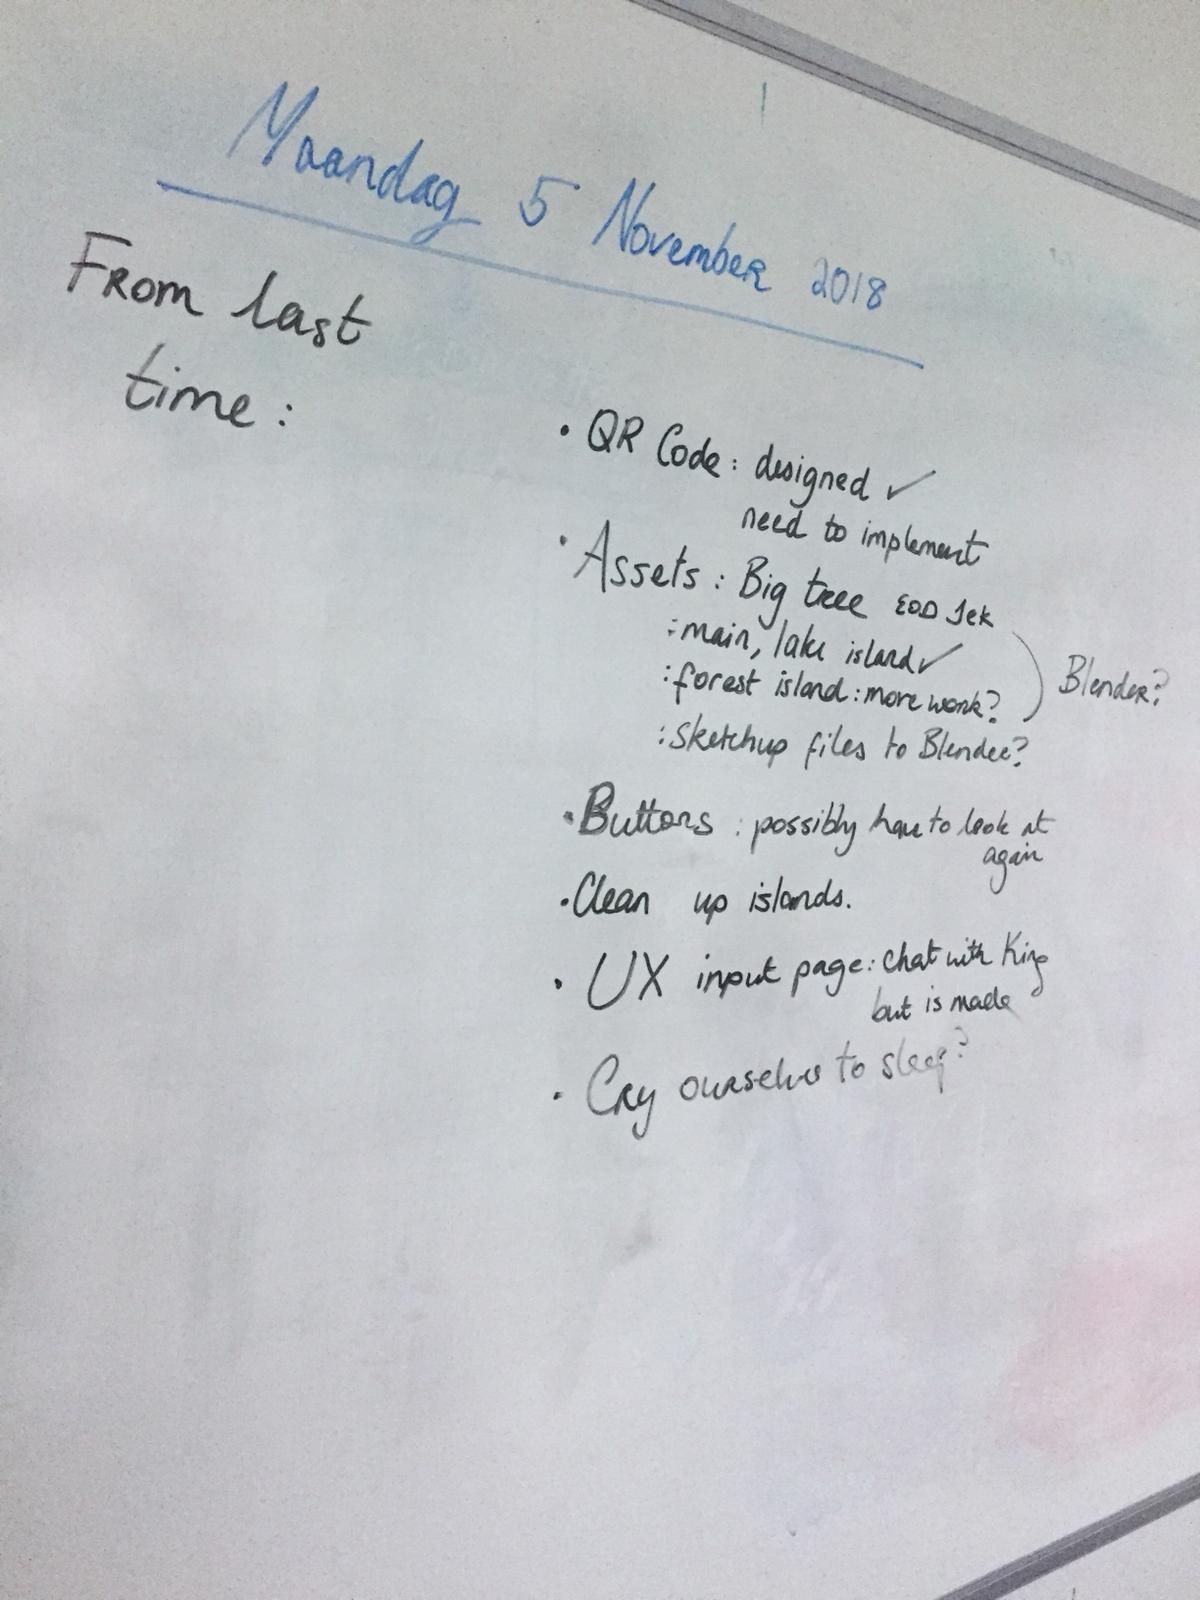 Maandag 5 November 2018
From last
time:
• QR Code: designed ✓
need to implement
• Assets: Big tree EOD Jek
: main, lake island ✓
: forest island: more work?
Blender?
: Sketchup files to Blender?
• Buttons: possibly have to look at
again
• Clean up islands.
• UX input page: chat with King
but is made
• Cry ourselves to sleep?